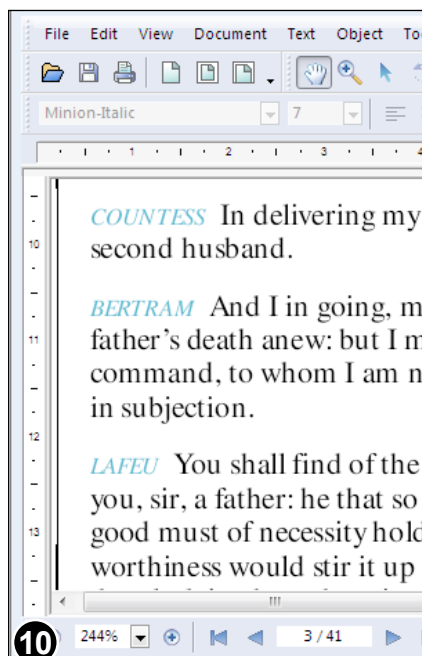 File Edit View Document Text Object To
Minion-Italic 7
1 2 3 4
COUNTESS In delivering my
second husband.
10
BERTRAM And I in going, m
father’s death anew: but I m
11
command, to whom I am n
in subjection.
12
LAFEU You shall find of the
you, sir, a father: he that so
good must of necessity hold
13
worthiness would stir it up
10 244% 3 / 41